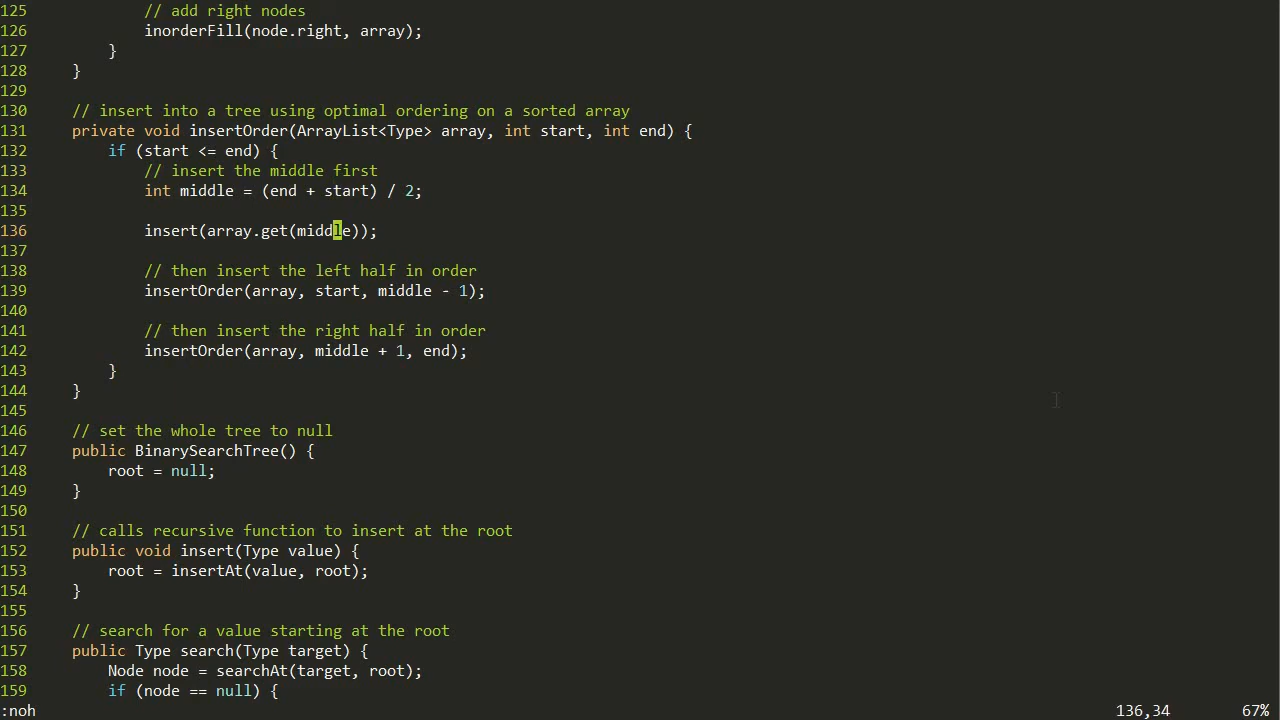 125             // add right nodes
126             inorderFill(node.right, array);
127         }
128     }
129
130     // insert into a tree using optimal ordering on a sorted array
131     private void insertOrder(ArrayList<Type> array, int start, int end) {
132         if (start <= end) {
133             // insert the middle first
134             int middle = (end + start) / 2;
135
136             insert(array.get(middle));
137
138             // then insert the left half in order
139             insertOrder(array, start, middle - 1);
140
141             // then insert the right half in order
142             insertOrder(array, middle + 1, end);
143         }
144     }
145
146     // set the whole tree to null
147     public BinarySearchTree() {
148         root = null;
149     }
150
151     // calls recursive function to insert at the root
152     public void insert(Type value) {
153         root = insertAt(value, root);
154     }
155
156     // search for a value starting at the root
157     public Type search(Type target) {
158         Node node = searchAt(target, root);
159         if (node == null) {
:noh 136,34 67%